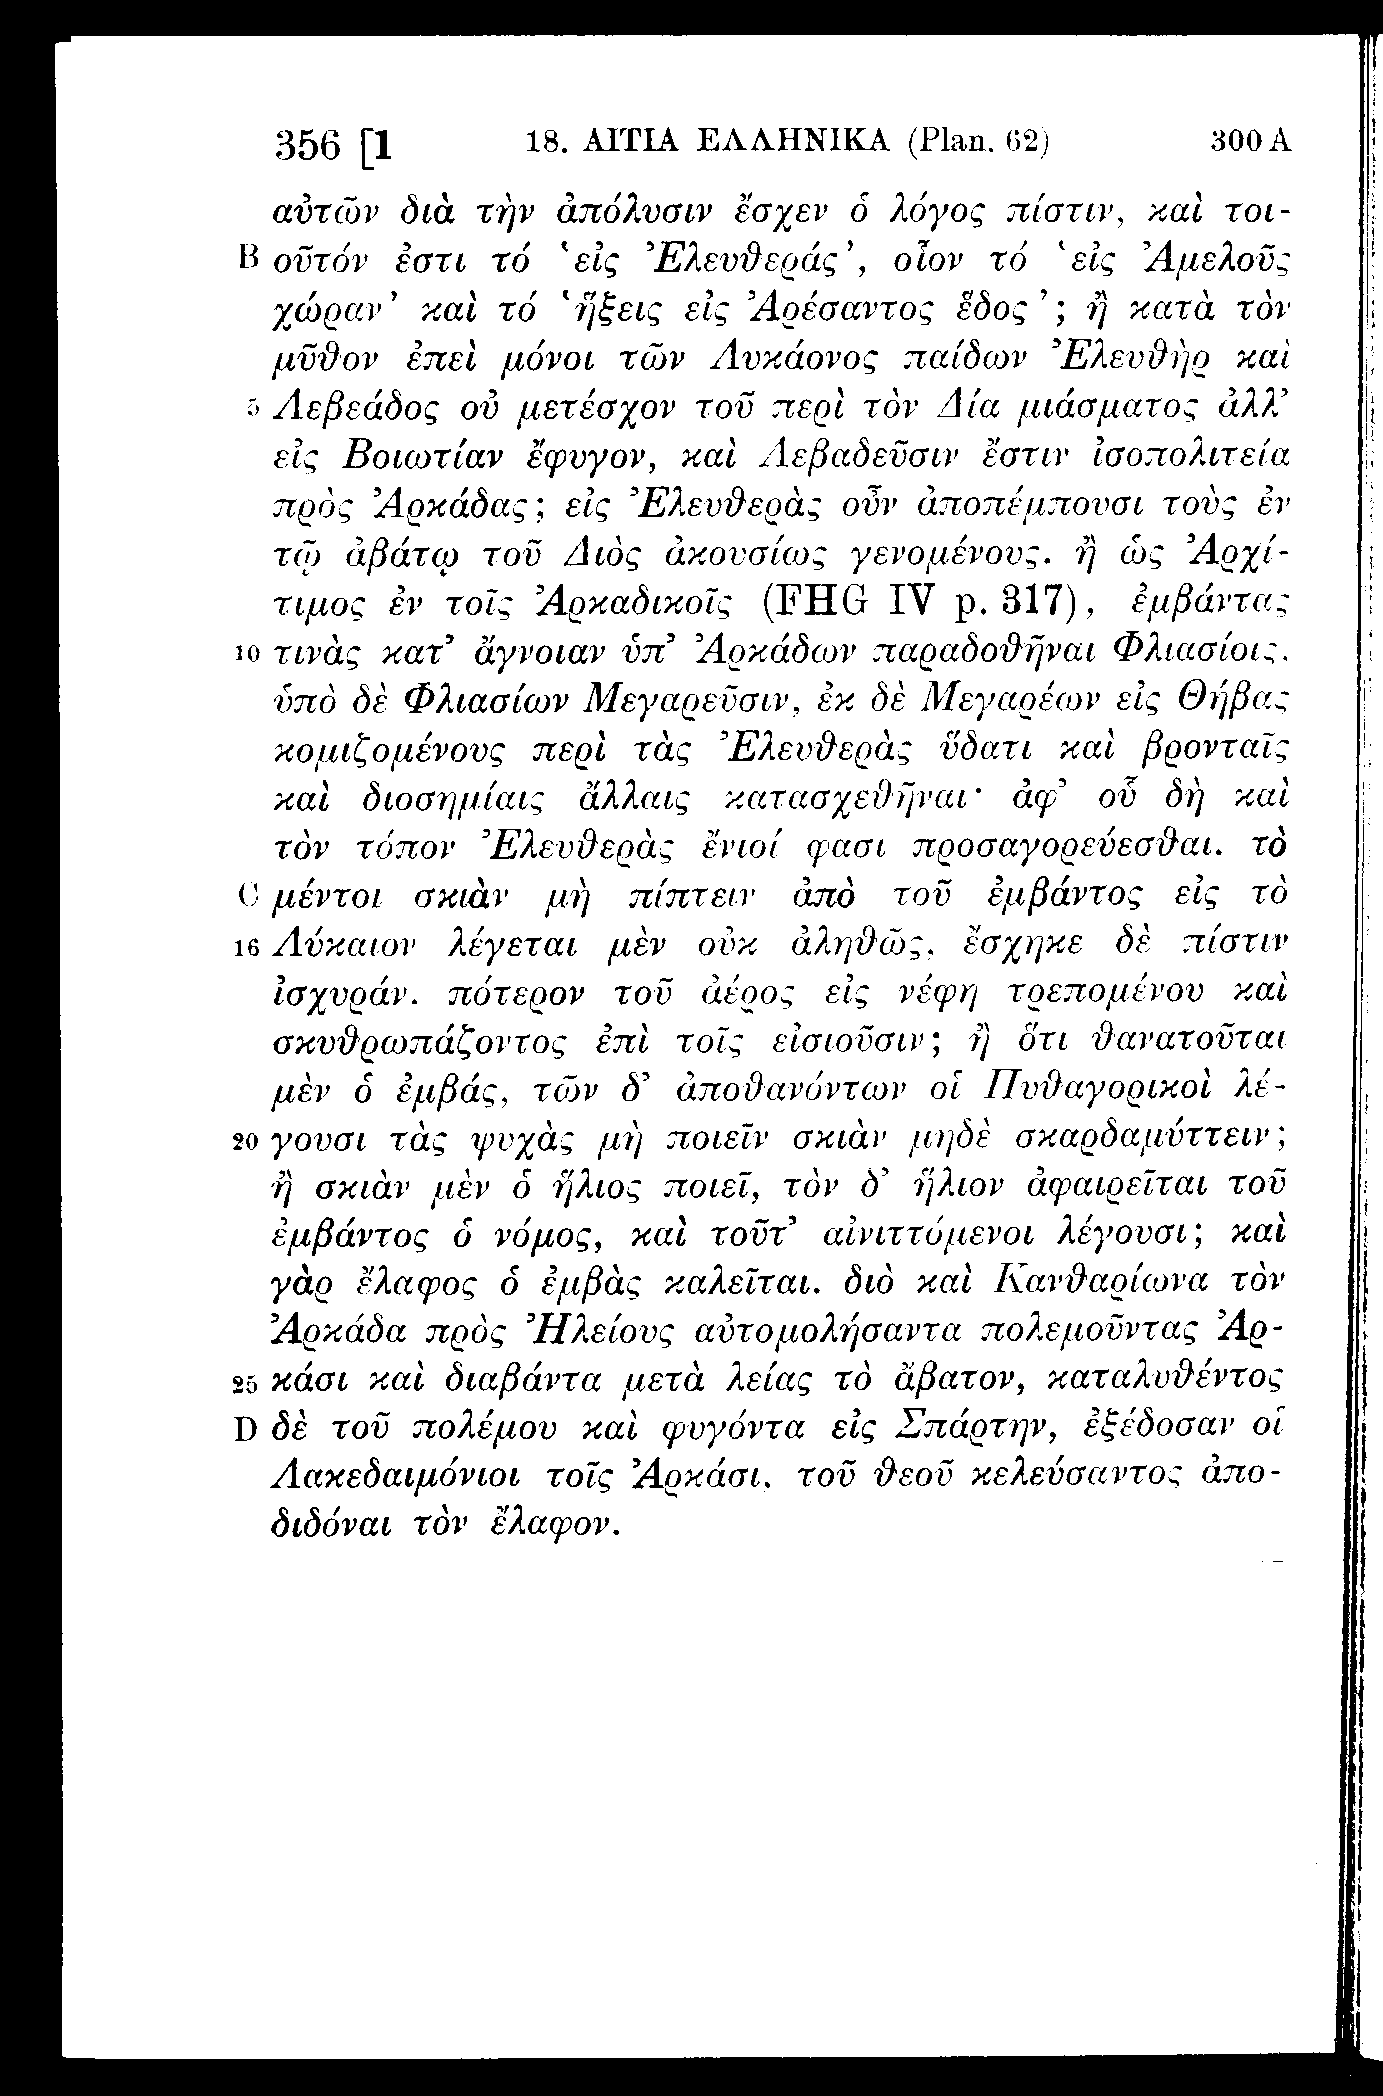 356 [1 18. ΑΙΤΙΑ ΕΛΛΗΝΙΚΑ (Plan. 62) 300 A
αὐτῶν διὰ τὴν ἀπόλυσιν ἔσχεν ὁ λόγος πίστιν, καὶ τοι-
B οῦτόν ἐστι τό ‘εἰς Ἐλευθεράς’, οἷον τό ‘εἰς Ἀμελοῦς
χώραν’ καὶ τό ‘ἥξεις εἰς Ἀρέσαντος ἕδος’; ἢ κατὰ τὸν
μῦθον ἐπεὶ μόνοι τῶν Λυκάονος παίδων Ἐλευθὴρ καὶ
5 Λεβεάδος οὐ μετέσχον τοῦ περὶ τὸν Δία μιάσματος ἀλλ’
εἰς Βοιωτίαν ἔφυγον, καὶ Λεβαδεῦσιν ἔστιν ἰσοπολιτεία
πρὸς Ἀρκάδας; εἰς Ἐλευθερὰς οὖν ἀποπέμπουσι τοὺς ἐν
τῷ ἀβάτῳ τοῦ Διὸς ἀκουσίως γενομένους. ἢ ὡς Ἀρχί-
τιμος ἐν τοῖς Ἀρκαδικοῖς (FHG IV p. 317), ἐμβάντας
10 τινὰς κατ’ ἄγνοιαν ὑπ’ Ἀρκάδων παραδοθῆναι Φλιασίοις,
ὑπὸ δὲ Φλιασίων Μεγαρεῦσιν, ἐκ δὲ Μεγαρέων εἰς Θήβας
κομιζομένους περὶ τὰς Ἐλευθερὰς ὕδατι καὶ βρονταῖς
καὶ διοσημίαις ἄλλαις κατασχεθῆναι· ἀφ’ οὗ δὴ καὶ
τὸν τόπον Ἐλευθερὰς ἔνιοί φασι προσαγορεύεσθαι. τὸ
C μέντοι σκιὰν μὴ πίπτειν ἀπὸ τοῦ ἐμβάντος εἰς τὸ
16 Λύκαιον λέγεται μὲν οὐκ ἀληθῶς, ἔσχηκε δὲ πίστιν
ἰσχυράν. πότερον τοῦ ἀέρος εἰς νέφη τρεπομένου καὶ
σκυθρωπάζοντος ἐπὶ τοῖς εἰσιοῦσιν; ἢ ὅτι θανατοῦται
μὲν ὁ ἐμβάς, τῶν δ’ ἀποθανόντων οἱ Πυθαγορικοὶ λέ-
20 γουσι τὰς ψυχὰς μὴ ποιεῖν σκιὰν μηδὲ σκαρδαμύττειν;
ἢ σκιὰν μὲν ὁ ἥλιος ποιεῖ, τὸν δ’ ἥλιον ἀφαιρεῖται τοῦ
ἐμβάντος ὁ νόμος, καὶ τοῦτ’ αἰνιττόμενοι λέγουσι; καὶ
γὰρ ἔλαφος ὁ ἐμβὰς καλεῖται. διὸ καὶ Κανθαρίωνα τὸν
Ἀρκάδα πρὸς Ἠλείους αὐτομολήσαντα πολεμοῦντας Ἀρ-
25 κάσι καὶ διαβάντα μετὰ λείας τὸ ἄβατον, καταλυθέντος
D δὲ τοῦ πολέμου καὶ φυγόντα εἰς Σπάρτην, ἐξέδοσαν οἱ
Λακεδαιμόνιοι τοῖς Ἀρκάσι, τοῦ θεοῦ κελεύσαντος ἀπο-
διδόναι τὸν ἔλαφον.